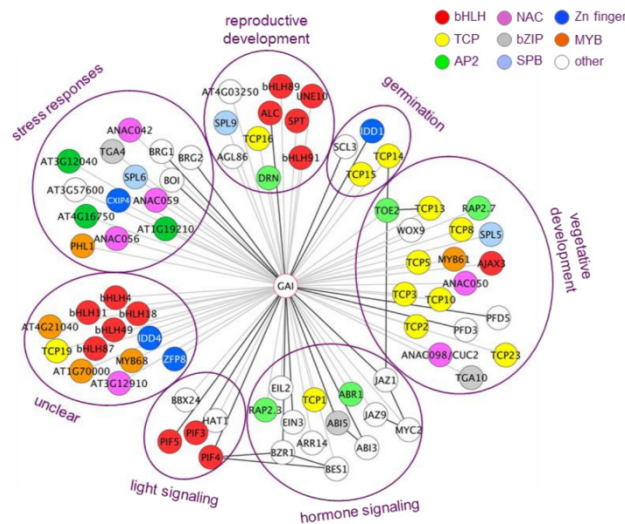 reproductive
development
bHLH
NAC
Zn finger
TCP
bZIP
MYB
AP2
SPB
other
stress responses
germination
vegetative
development
unclear
light signaling
hormone signaling
AT4G03250
bHLH89
UNE10
SPL9
ALC
SPT
TCP16
AGL86
bHLH91
DRN
SCL3
IDD1
TCP14
TCP15
ANAC042
TGA4
BRG1
BRG2
AT3G12040
SPL6
BOI
AT3G57600
CXIP4
ANAC059
AT4G16750
AT1G19210
ANAC056
PHL1
TOE2
TCP13
RAP2.7
WOX9
TCP8
SPL5
TCP5
MYB61
AJAX3
ANAC050
TCP3
TCP10
PFD5
TCP2
PFD3
ANAC098/CUC2
TCP23
TGA10
GAI
bHLH4
bHLH11
bHLH18
AT4G21040
bHLH49
IDD4
TCP19
bHLH87
MYB68
ZFP8
AT1G70000
AT3G12910
BBX24
HAT1
PIF3
PIF5
PIF4
EIL2
TCP1
ABR1
JAZ1
RAP2.3
EIN3
ABI5
JAZ9
MYC2
ARR14
ABI3
BZR1
BES1